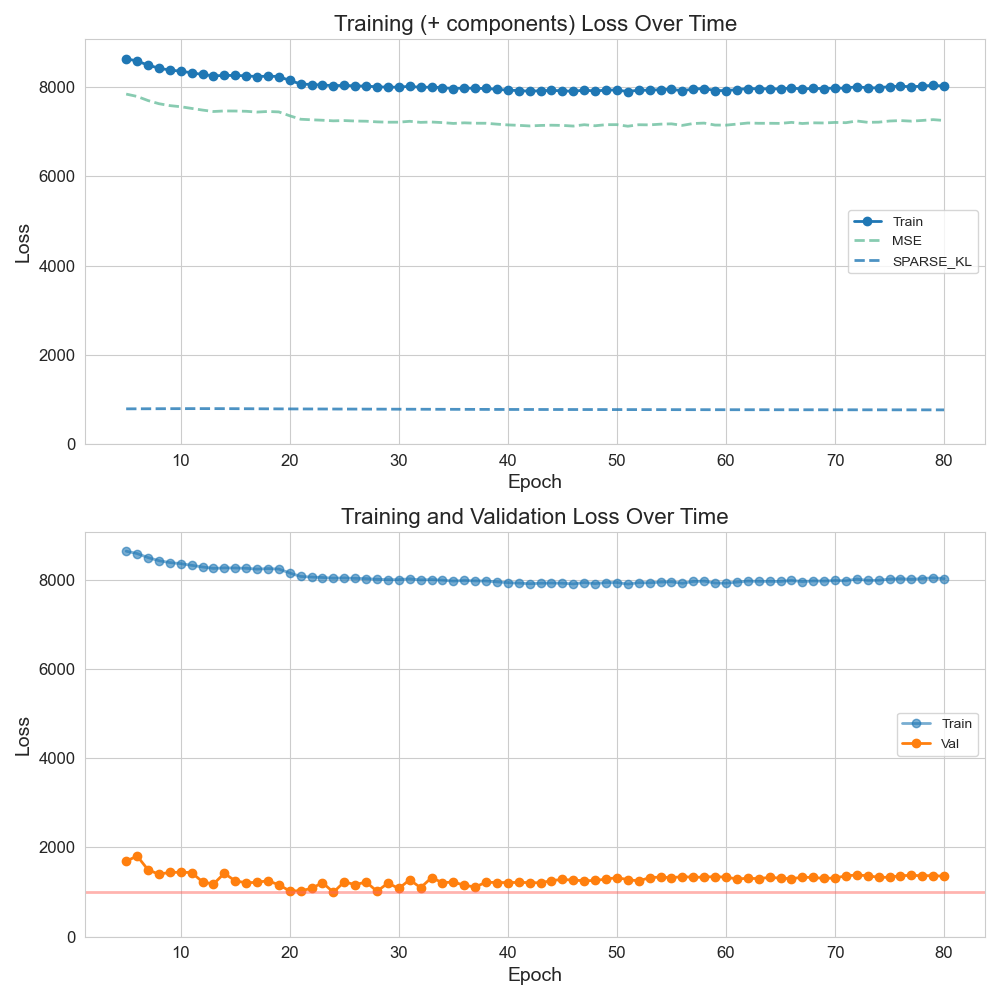 Training (+ components) Loss Over Time
Loss
8000
6000
4000
2000
0
Train
MSE
SPARSE_KL
10 20 30 40 50 60 70 80
Epoch
Training and Validation Loss Over Time
Loss
8000
6000
4000
2000
0
Train
Val
10 20 30 40 50 60 70 80
Epoch